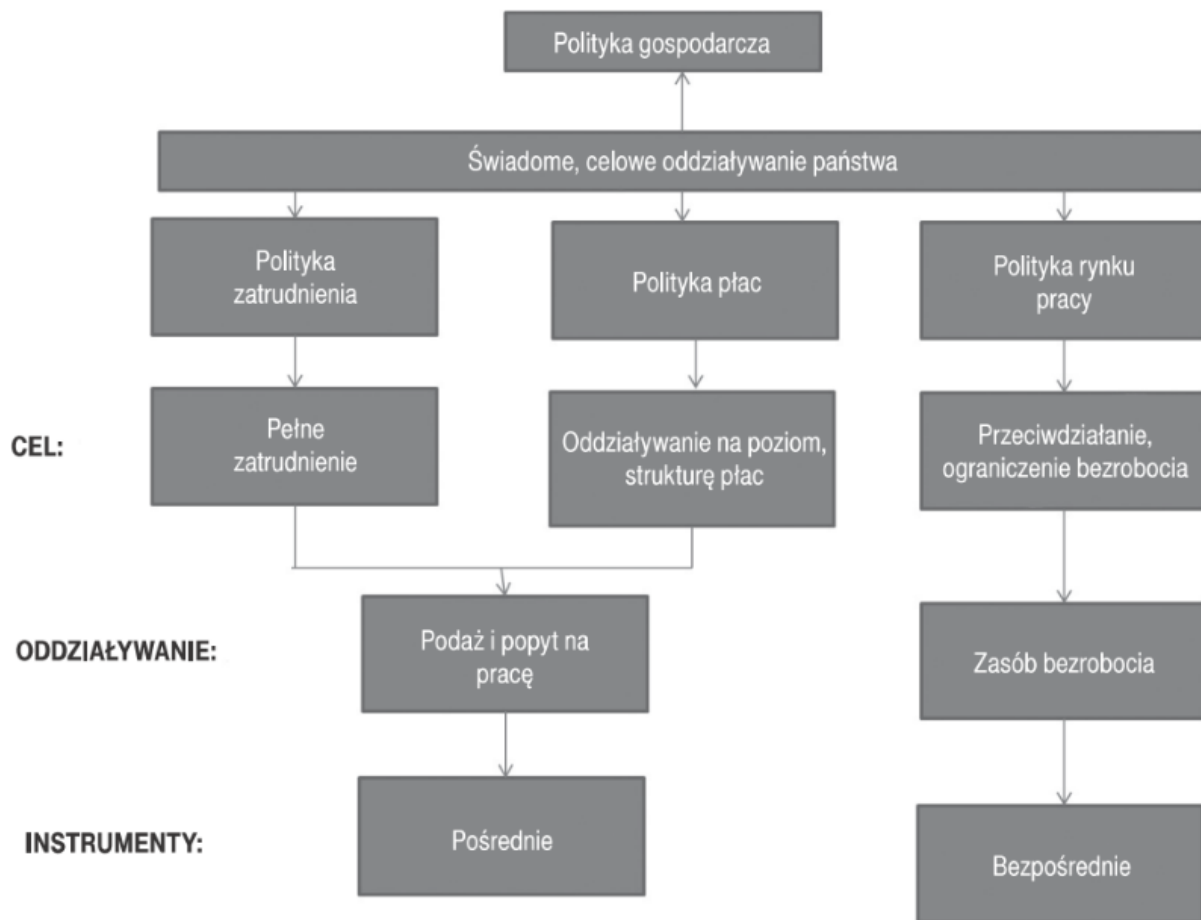 Polityka gospodarcza
Świadome, celowe oddziaływanie państwa
Polityka
zatrudnienia
Polityka płac
Polityka rynku
pracy
CEL:
Pełne
zatrudnienie
Oddziaływanie na poziom,
strukturę płac
Przeciwdziałanie,
ograniczenie bezrobocia
ODDZIAŁYWANIE:
Podaż i popyt na
pracę
Zasób bezrobocia
INSTRUMENTY:
Pośrednie
Bezpośrednie